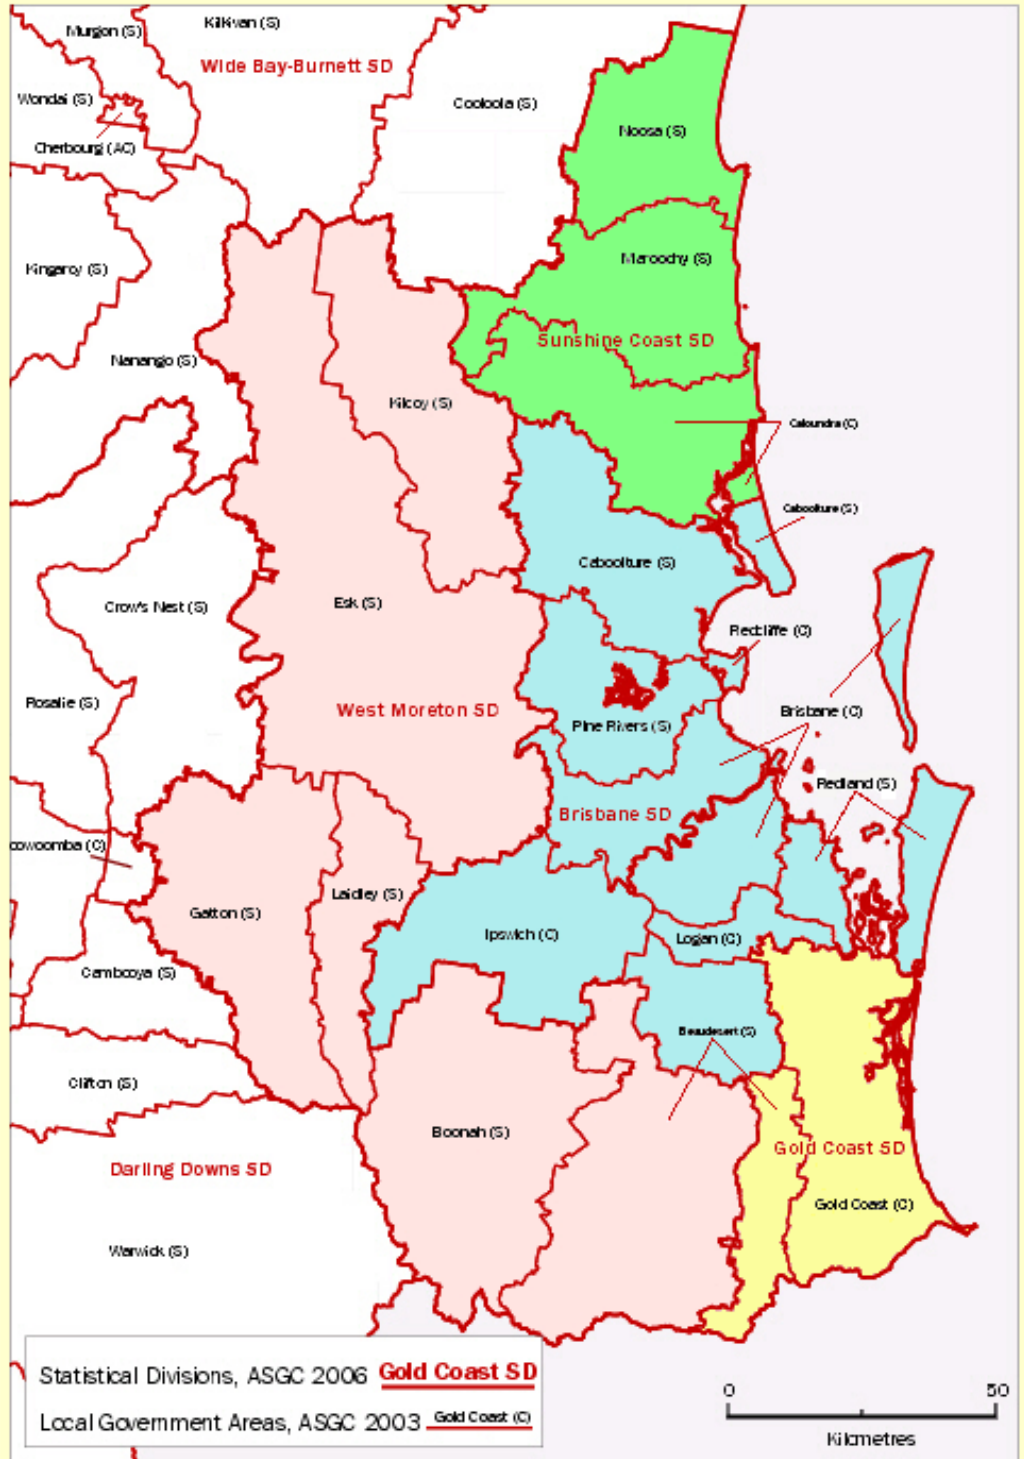 Murgon (S)
Kilkivan (S)
Wide Bay-Burnett SD
Wondai (S)
Cooloola (S)
Noosa (S)
Cherbourg (AC)
Maroochy (S)
Kingaroy (S)
Sunshine Coast SD
Nanango (S)
Kilcoy (S)
Caloundra (C)
Caboolture (S)
Caboolture (S)
Esk (S)
Crow's Nest (S)
Redcliffe (C)
Rosalie (S)
West Moreton SD
Brisbane (C)
Pine Rivers (S)
Redland (S)
Brisbane SD
oowoomba (C)
Laidley (S)
Gatton (S)
Ipswich (C)
Logan (C)
Cambooya (S)
Beaudesert (S)
Clifton (S)
Boonah (S)
Gold Coast SD
Darling Downs SD
Gold Coast (C)
Warwick (S)
Statistical Divisions, ASGC 2006 Gold Coast SD
Local Government Areas, ASGC 2003 Gold Coast (C)
0 50
Kilometres